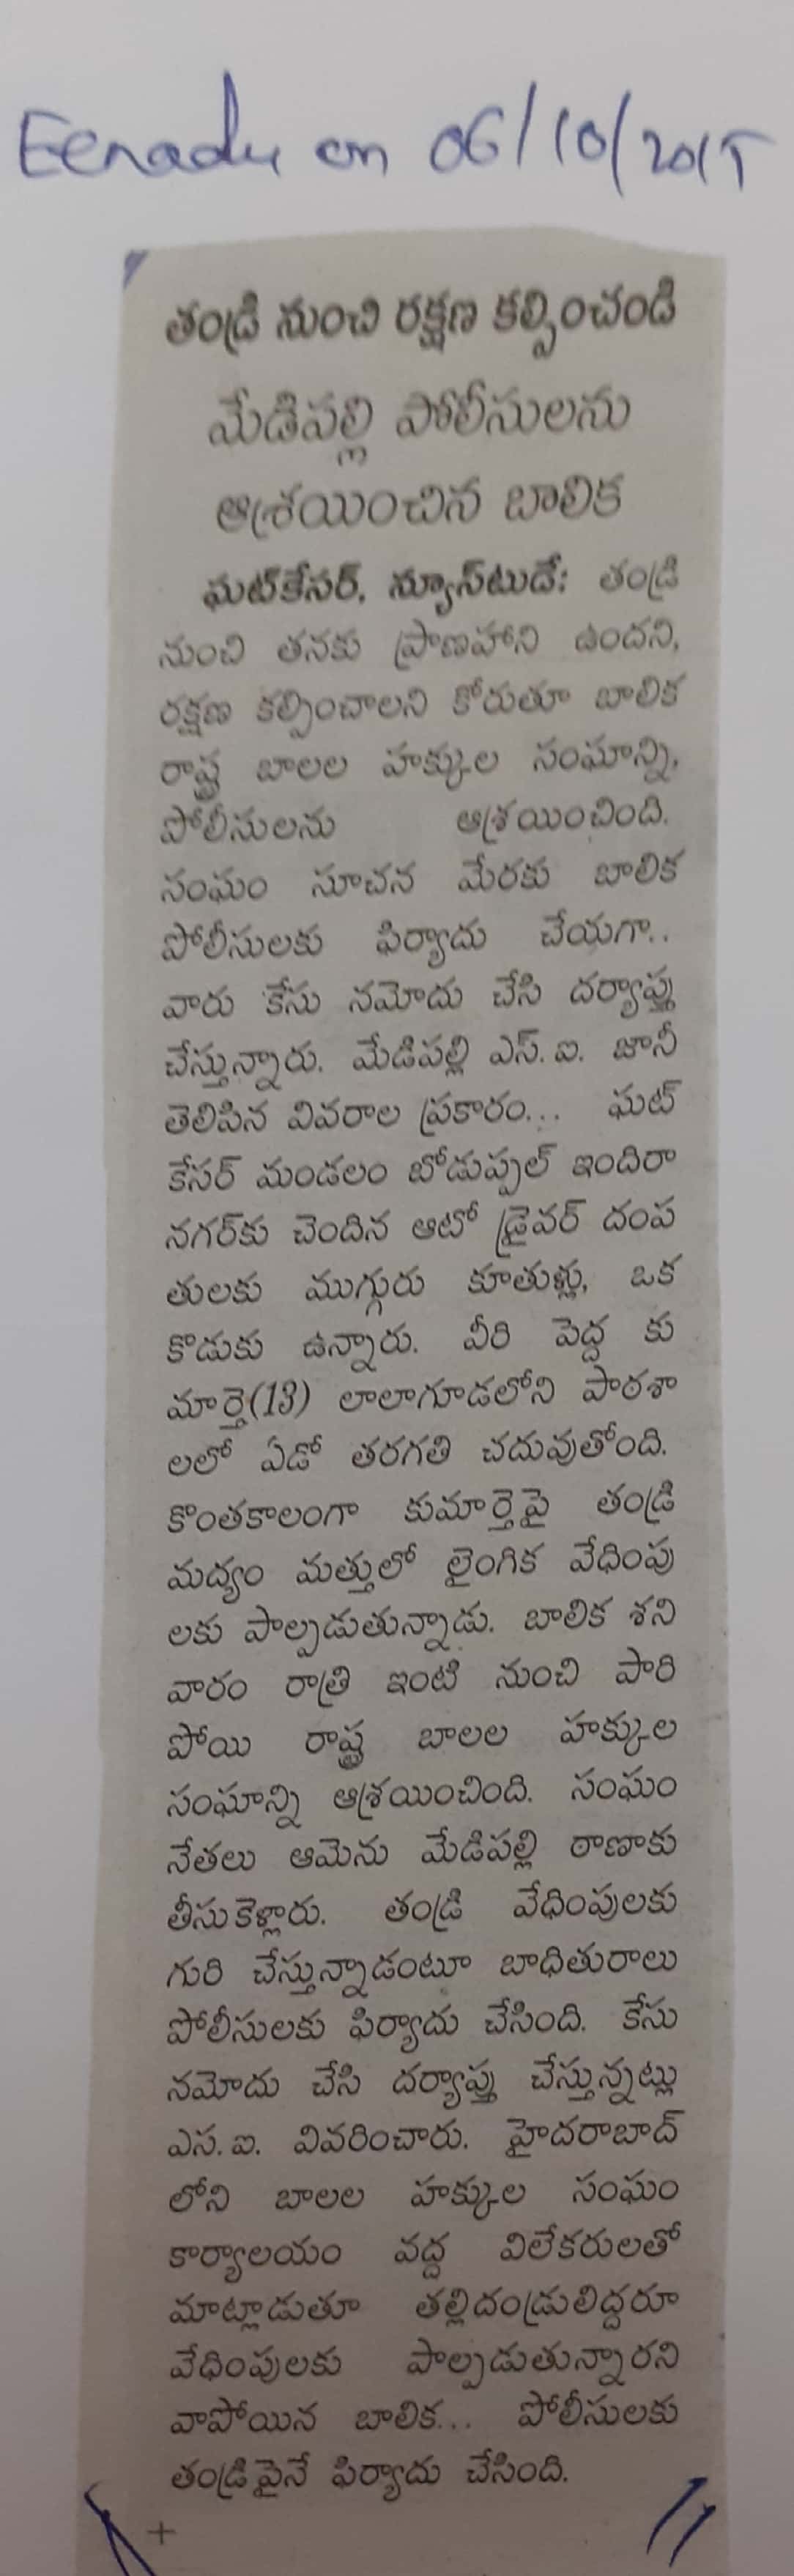 Eenadu on 06/10/2015
తండ్రి నుంచి రక్షణ కల్పించండి
మేడిపల్లి పోలీసులను
ఆశ్రయించిన బాలిక
ఘట్‌కేసర్, న్యూస్‌టుడే: తండ్రి
నుంచి తనకు ప్రాణహాని ఉందని,
రక్షణ కల్పించాలని కోరుతూ బాలిక
రాష్ట్ర బాలల హక్కుల సంఘాన్ని,
పోలీసులను ఆశ్రయించింది.
సంఘం సూచన మేరకు బాలిక
పోలీసులకు ఫిర్యాదు చేయగా..
వారు కేసు నమోదు చేసి దర్యాప్తు
చేస్తున్నారు. మేడిపల్లి ఎస్.ఐ. జానీ
తెలిపిన వివరాల ప్రకారం... ఘట్
కేసర్ మండలం బోడుప్పల్ ఇందిరా
నగర్‌కు చెందిన ఆటో డ్రైవర్ దంప
తులకు ముగ్గురు కూతుళ్లు, ఒక
కొడుకు ఉన్నారు. వీరి పెద్ద కు
మార్తె(13) లాలాగూడలోని పాఠశా
లలో ఏడో తరగతి చదువుతోంది.
కొంతకాలంగా కుమార్తెపై తండ్రి
మద్యం మత్తులో లైంగిక వేధింపు
లకు పాల్పడుతున్నాడు. బాలిక శని
వారం రాత్రి ఇంటి నుంచి పారి
పోయి రాష్ట్ర బాలల హక్కుల
సంఘాన్ని ఆశ్రయించింది. సంఘం
నేతలు ఆమెను మేడిపల్లి ఠాణాకు
తీసుకెళ్లారు. తండ్రి వేధింపులకు
గురి చేస్తున్నాడంటూ బాధితురాలు
పోలీసులకు ఫిర్యాదు చేసింది. కేసు
నమోదు చేసి దర్యాప్తు చేస్తున్నట్లు
ఎస.ఐ. వివరించారు. హైదరాబాద్
లోని బాలల హక్కుల సంఘం
కార్యాలయం వద్ద విలేకరులతో
మాట్లాడుతూ తల్లిదండ్రులిద్దరూ
వేధింపులకు పాల్పడుతున్నారని
వాపోయిన బాలిక... పోలీసులకు
తండ్రిపైనే ఫిర్యాదు చేసింది.